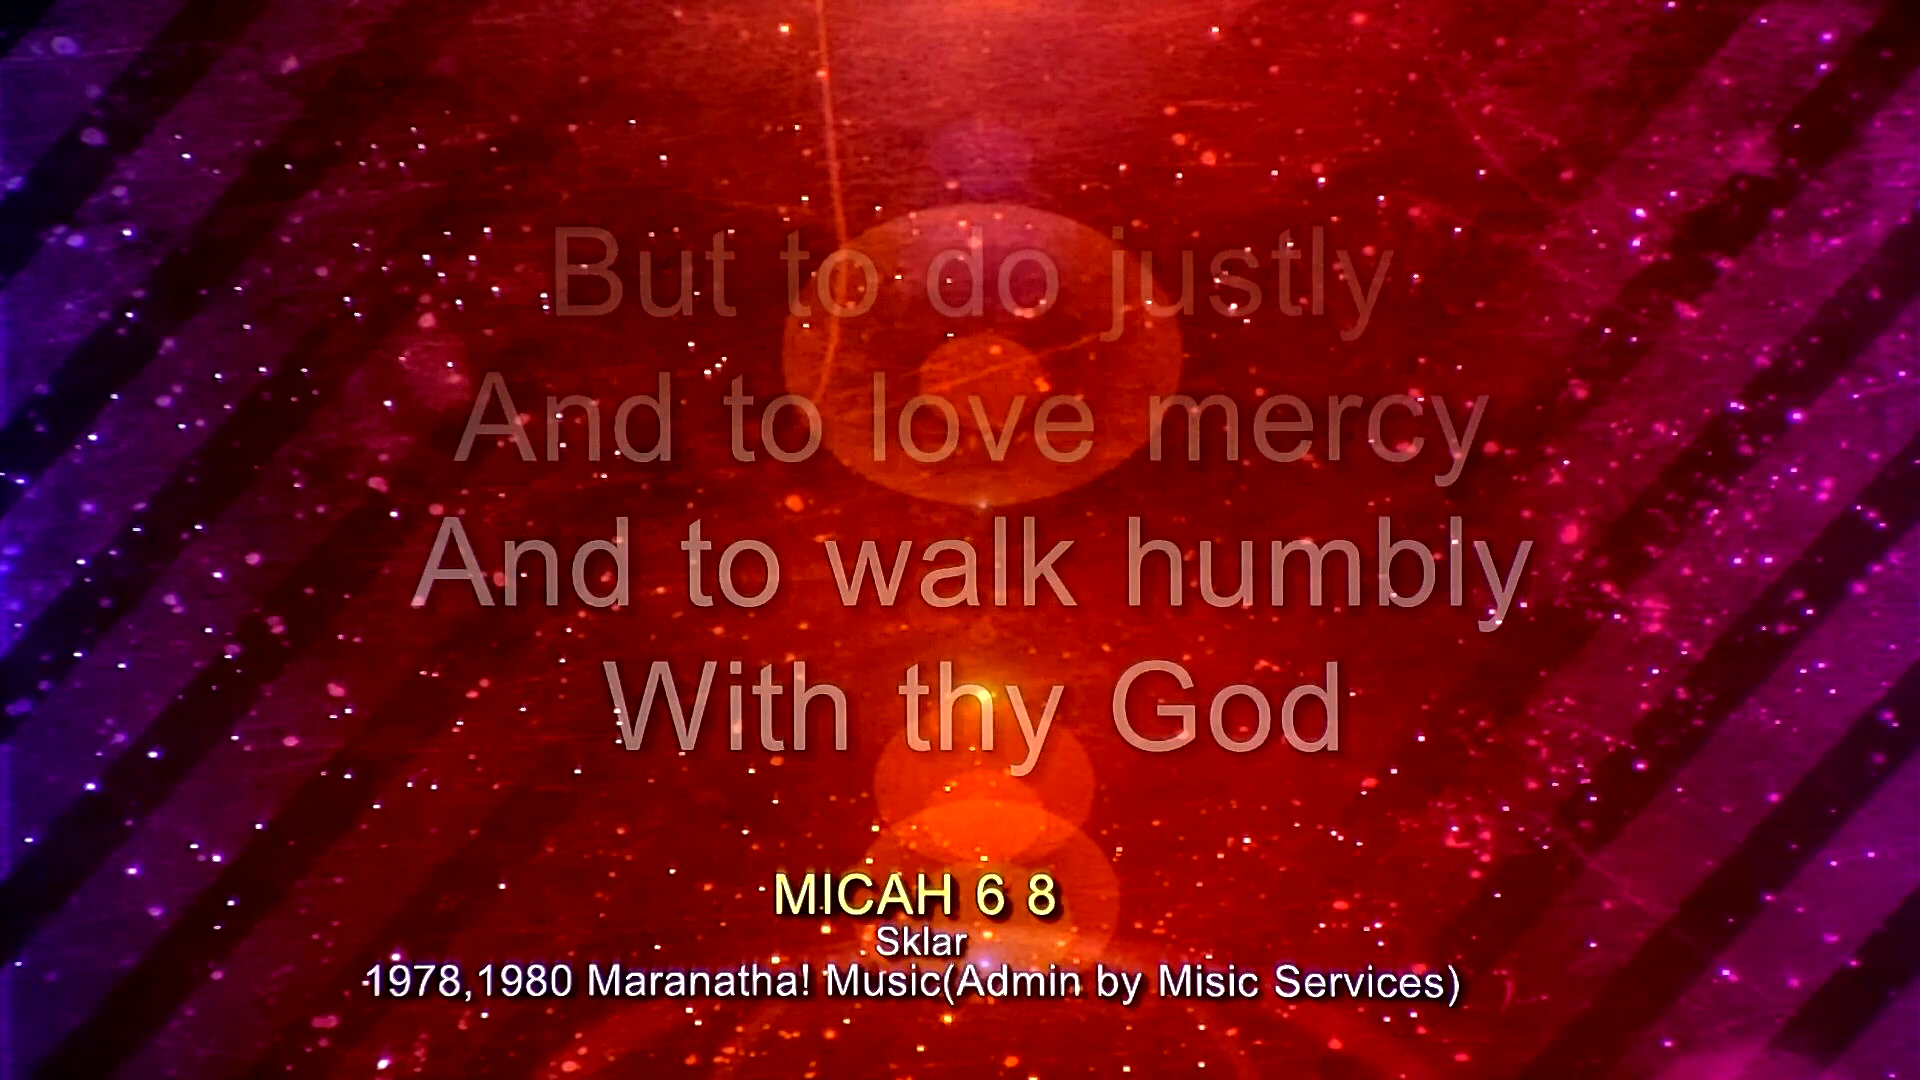 But to do justly
And to love mercy
And to walk humbly
With thy God
MICAH 6 8
Sklar
1978,1980 Maranatha! Music(Admin by Misic Services)